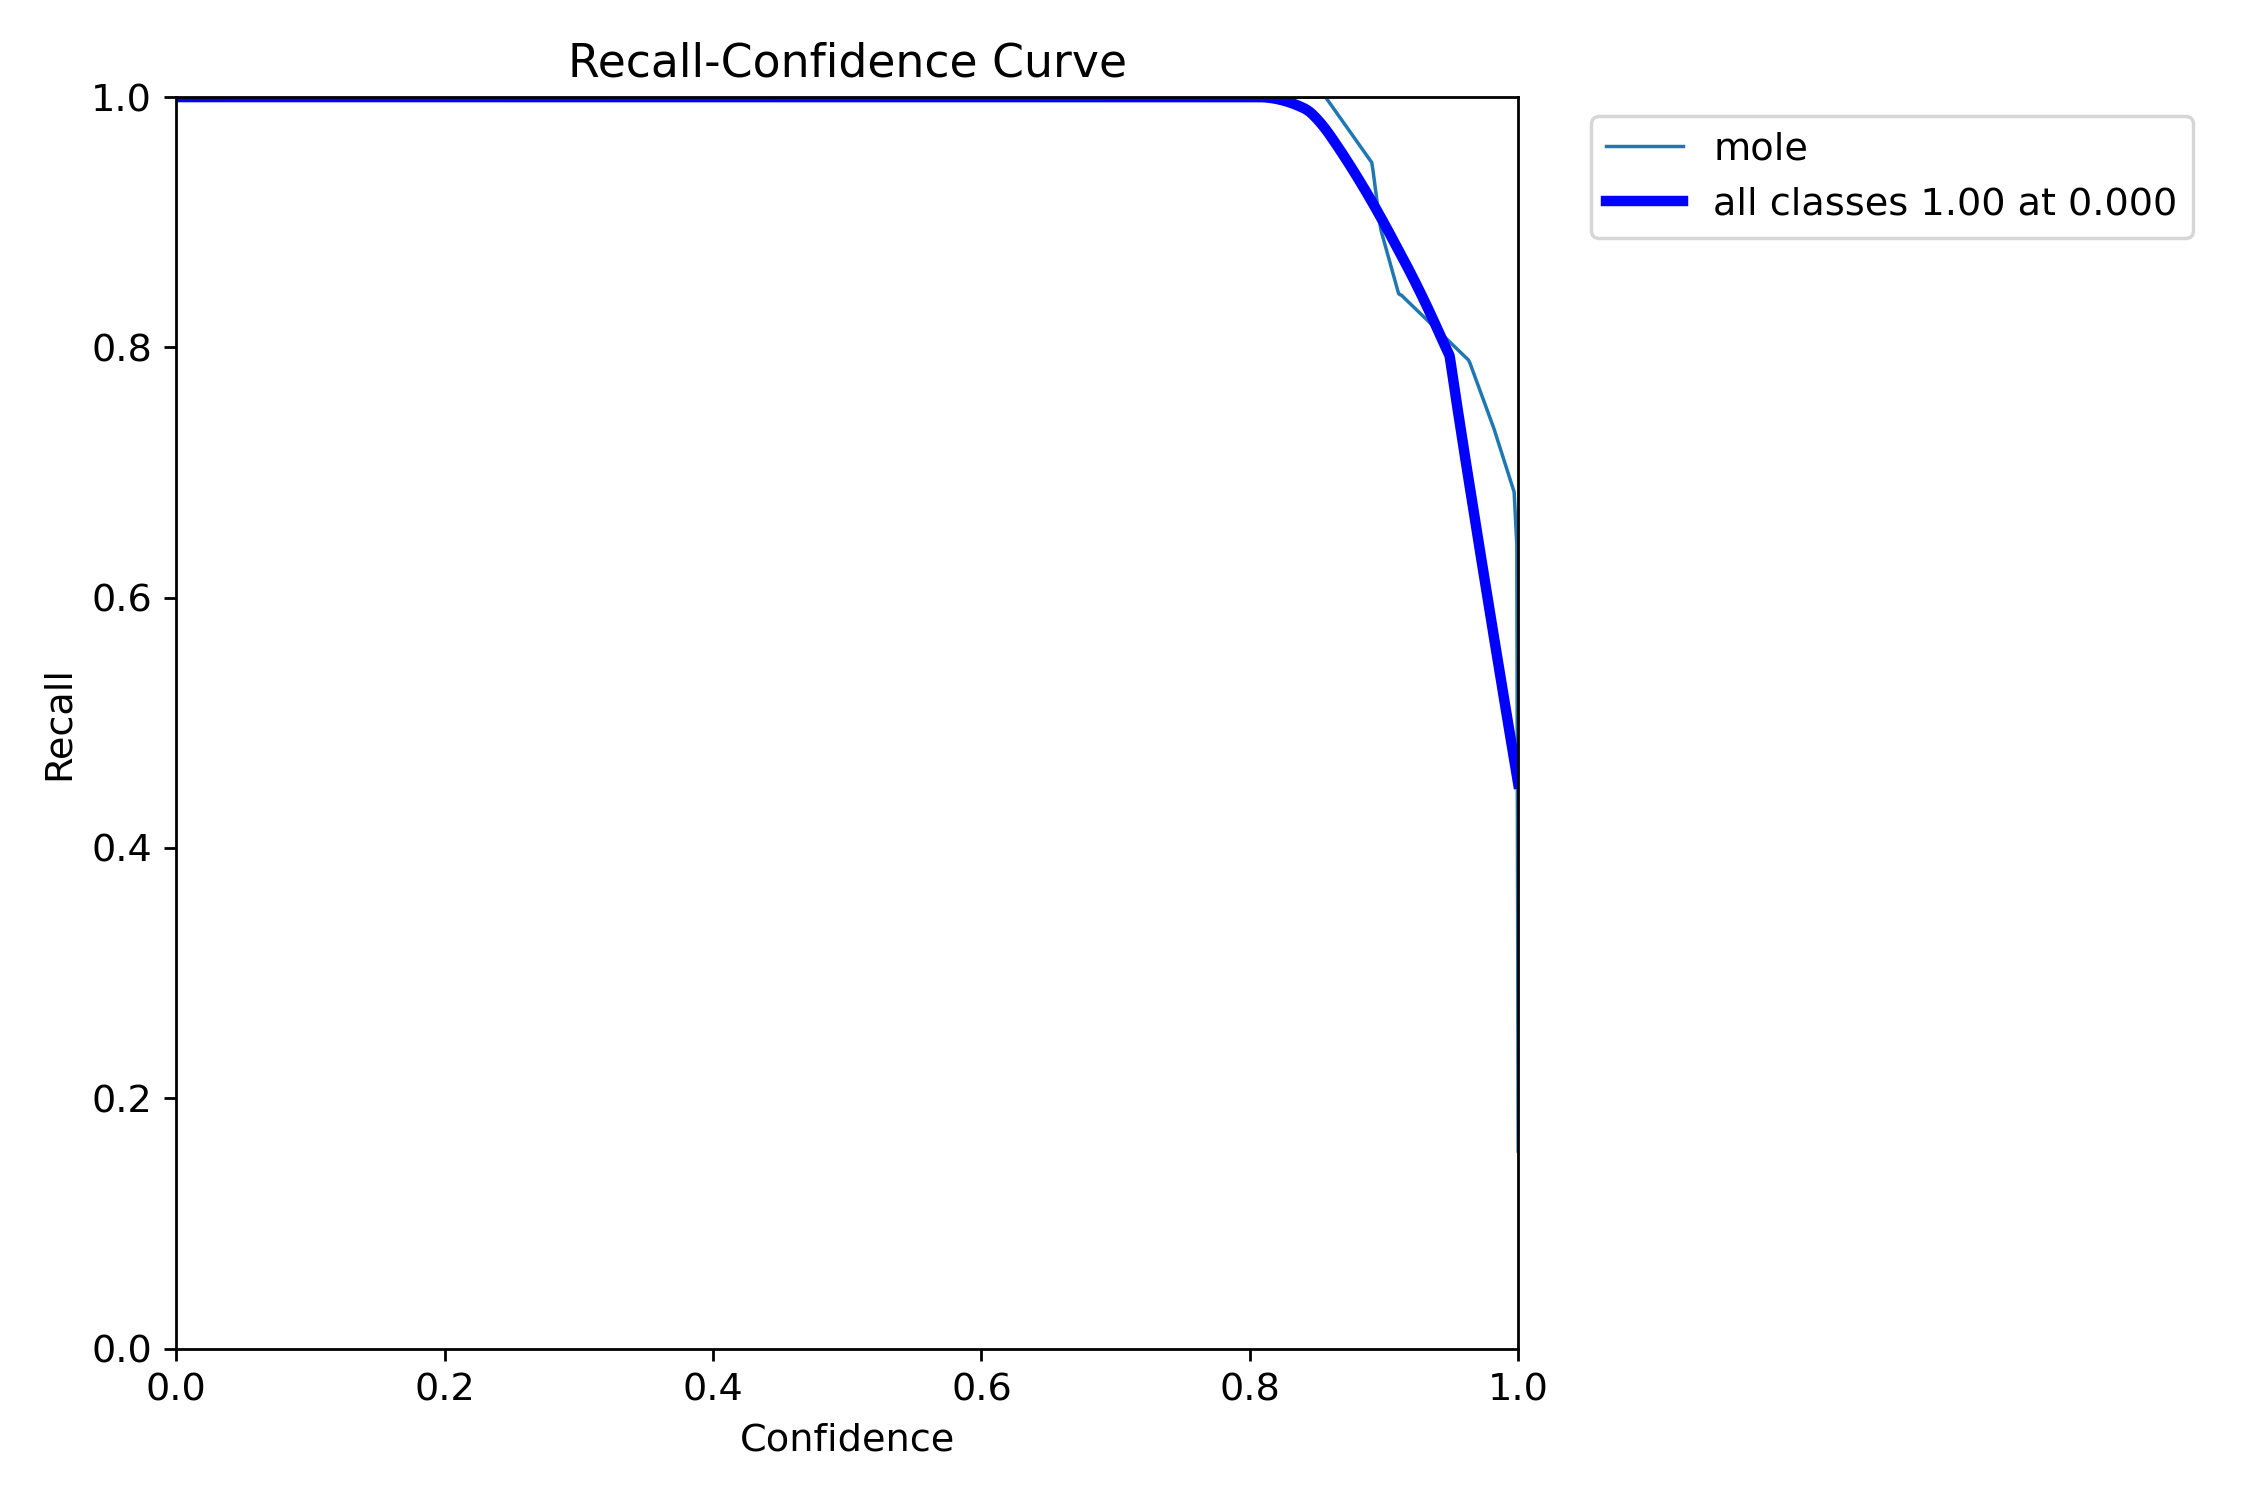 Recall-Confidence Curve
1.0
0.8
0.6
0.4
0.2
0.0
Recall
0.0 0.2 0.4 0.6 0.8 1.0
Confidence
mole
all classes 1.00 at 0.000